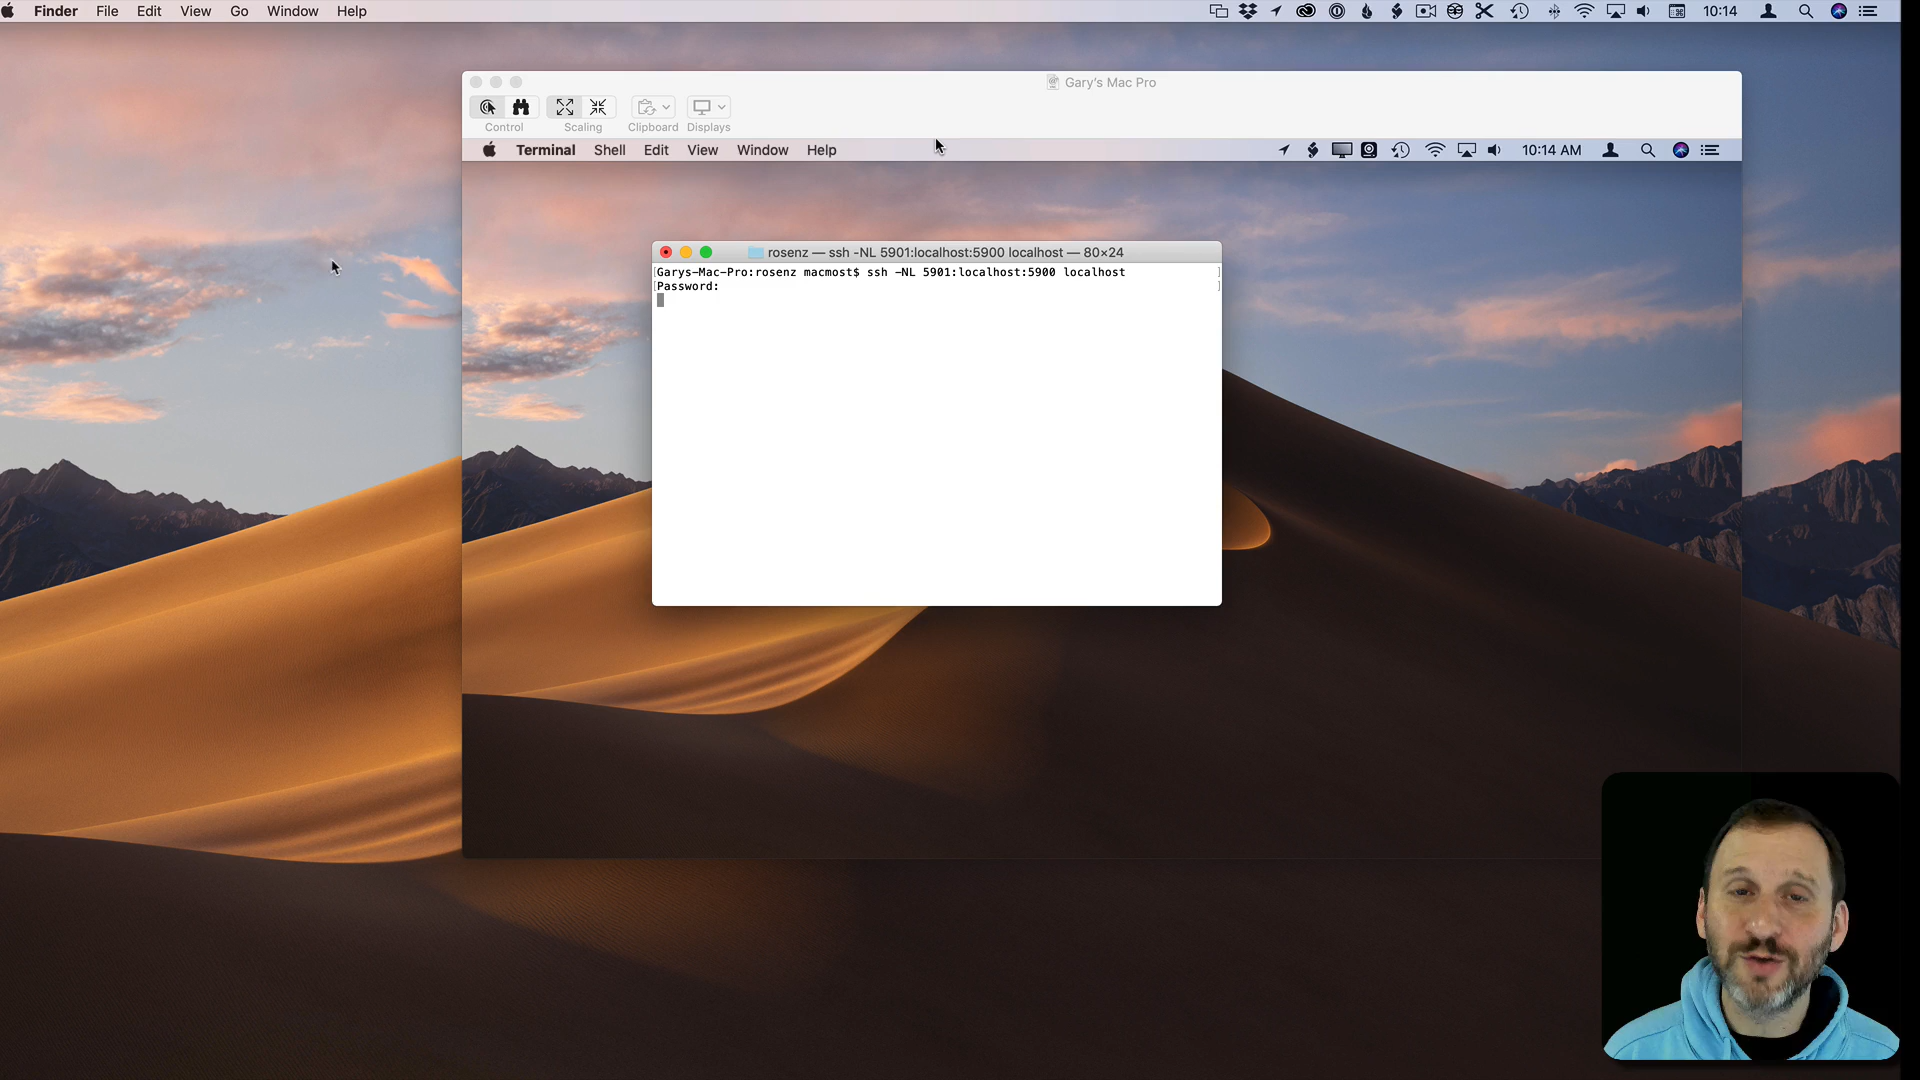 Finder File Edit View Go Window Help 10:14
Gary's Mac Pro
Control Scaling Clipboard Displays
Terminal Shell Edit View Window Help 10:14 AM
rosenz — ssh -NL 5901:localhost:5900 localhost — 80×24
[Garys-Mac-Pro:rosenz macmost$ ssh -NL 5901:localhost:5900 localhost ]
[Password: ]